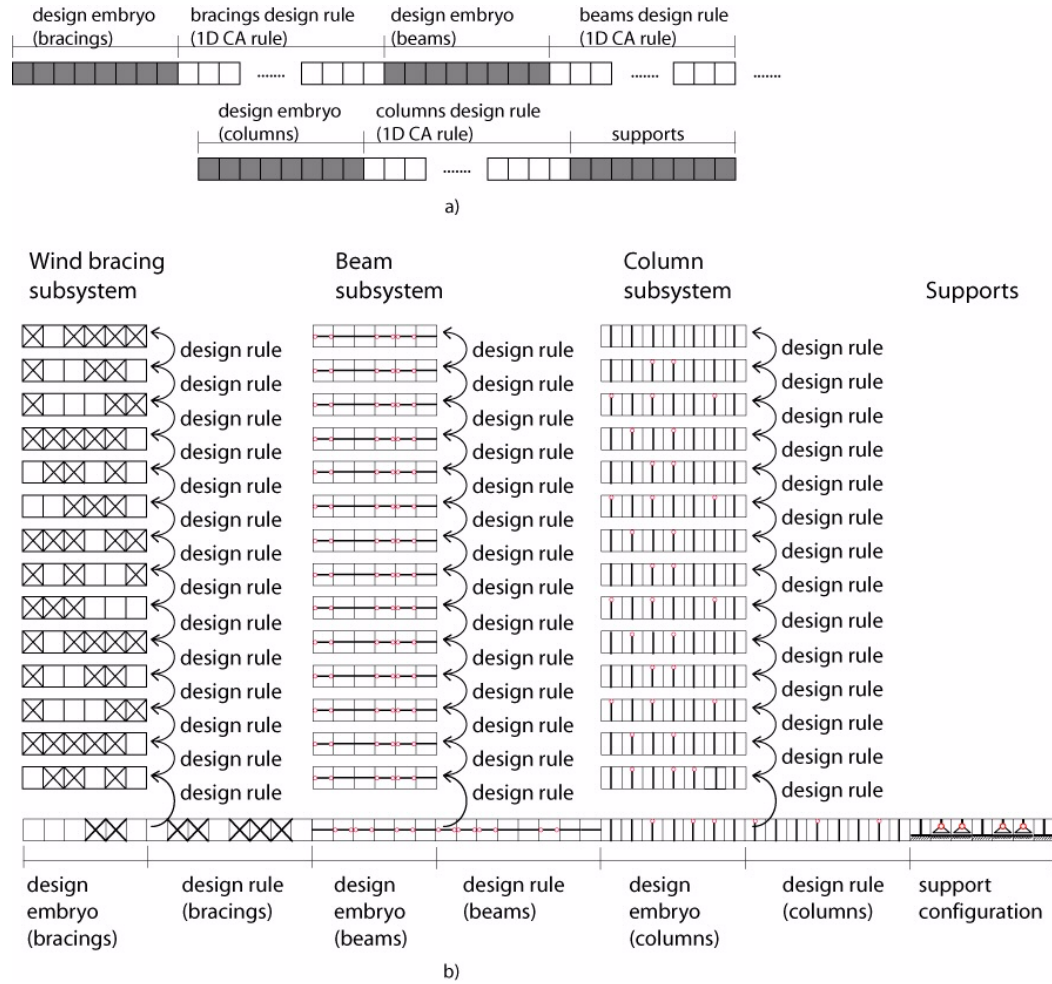 design embryo
(bracings)
bracings design rule
(1D CA rule)
design embryo
(beams)
beams design rule
(1D CA rule)
.......
.......
.......
design embryo
(columns)
columns design rule
(1D CA rule)
supports
.......
a)
Wind bracing
subsystem
Beam
subsystem
Column
subsystem
Supports
design rule design rule design rule
design rule design rule design rule
design rule design rule design rule
design rule design rule design rule
design rule design rule design rule
design rule design rule design rule
design rule design rule design rule
design rule design rule design rule
design rule design rule design rule
design rule design rule design rule
design rule design rule design rule
design rule design rule design rule
design rule design rule design rule
design rule design rule design rule
design
embryo
(bracings)
design rule
(bracings)
design
embryo
(beams)
design rule
(beams)
design
embryo
(columns)
design rule
(columns)
support
configuration
b)